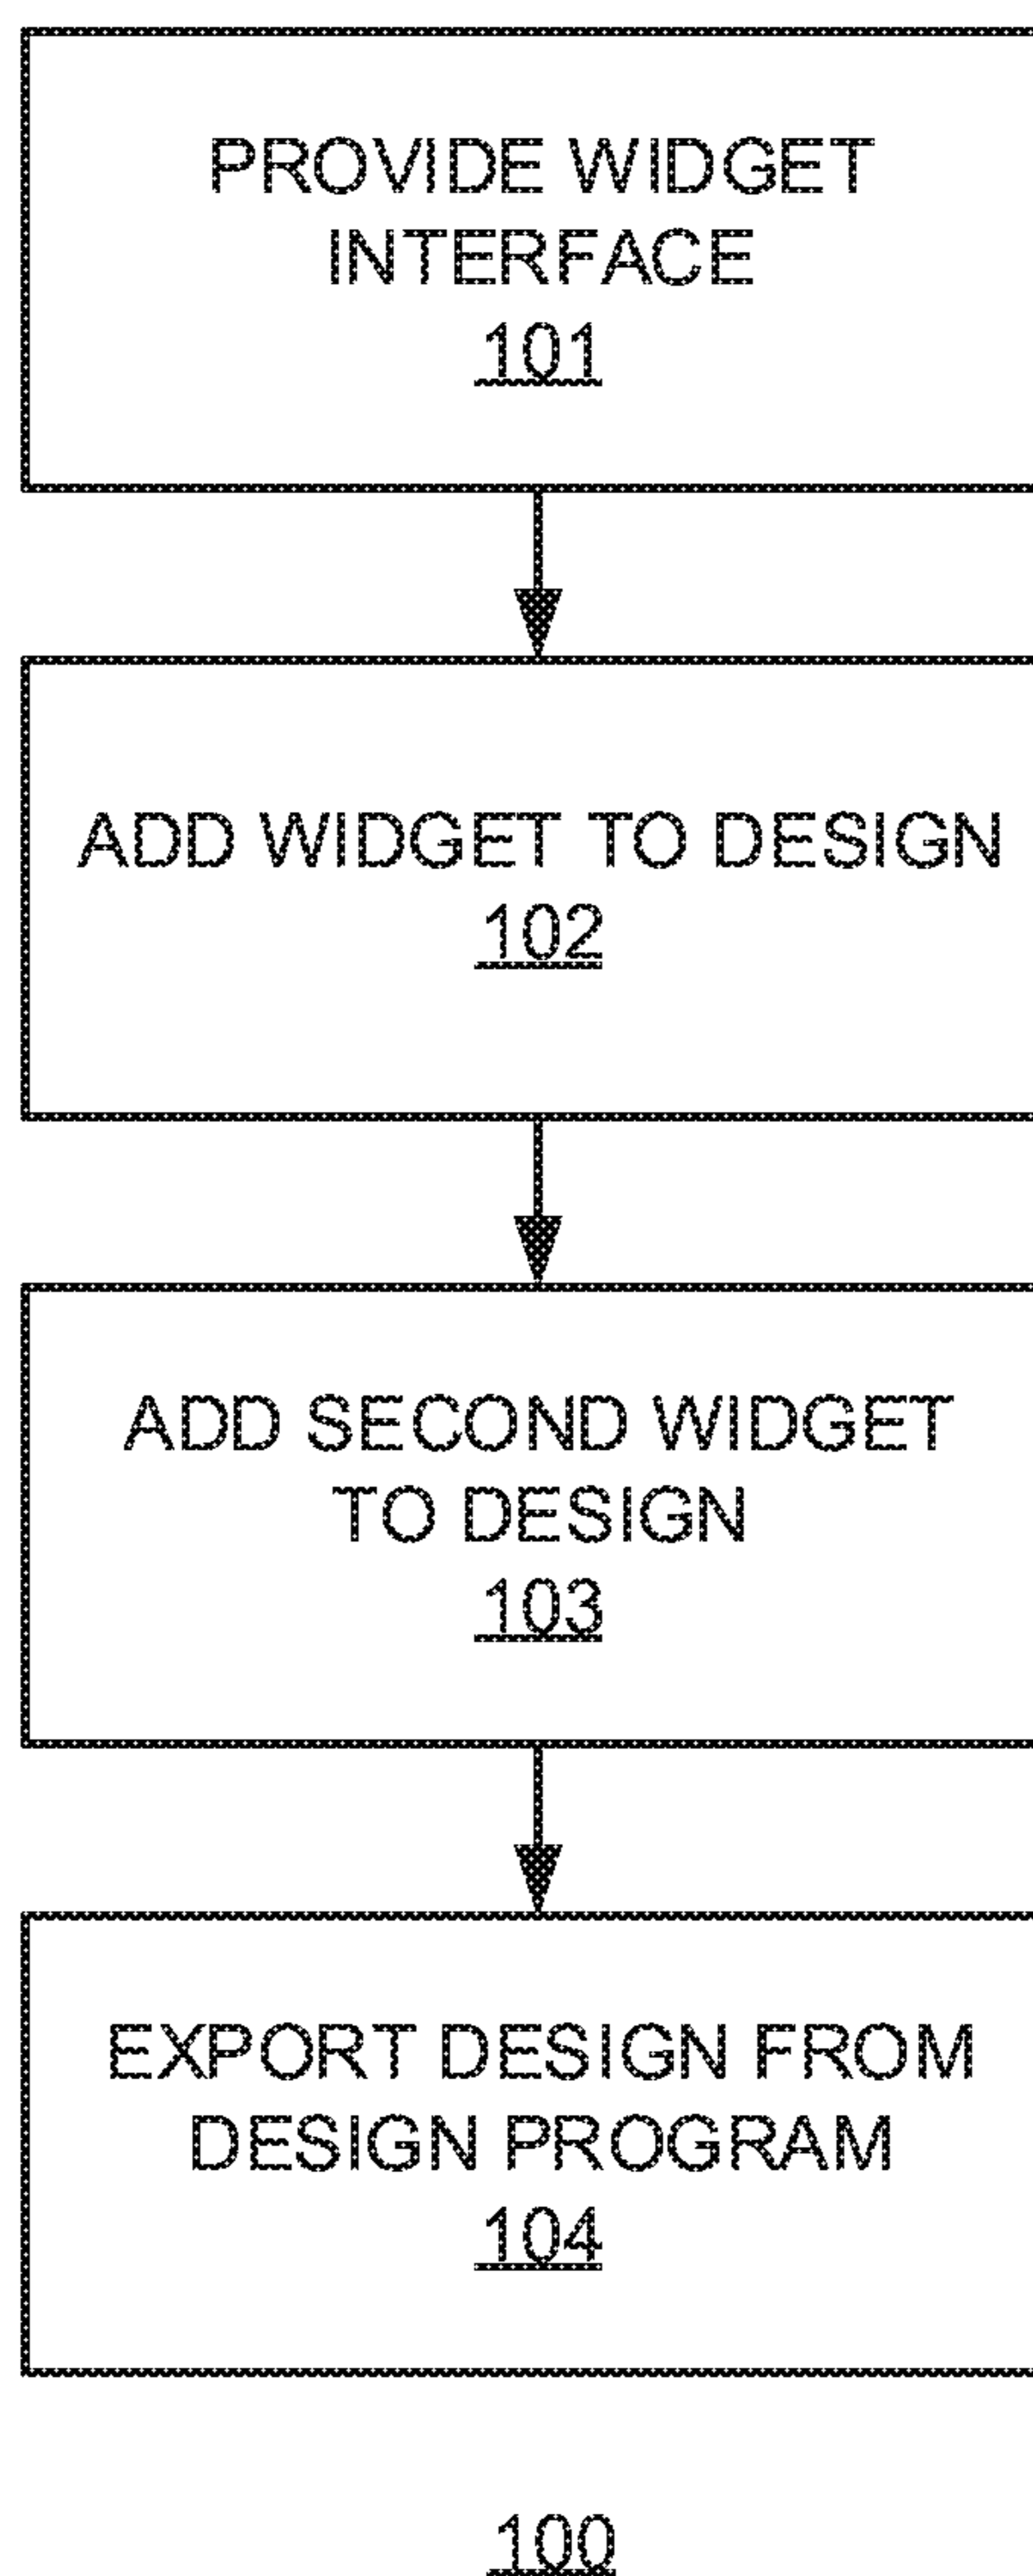 PROVIDE WIDGET
INTERFACE
101
ADD WIDGET TO DESIGN
102
ADD SECOND WIDGET
TO DESIGN
103
EXPORT DESIGN FROM
DESIGN PROGRAM
104
100